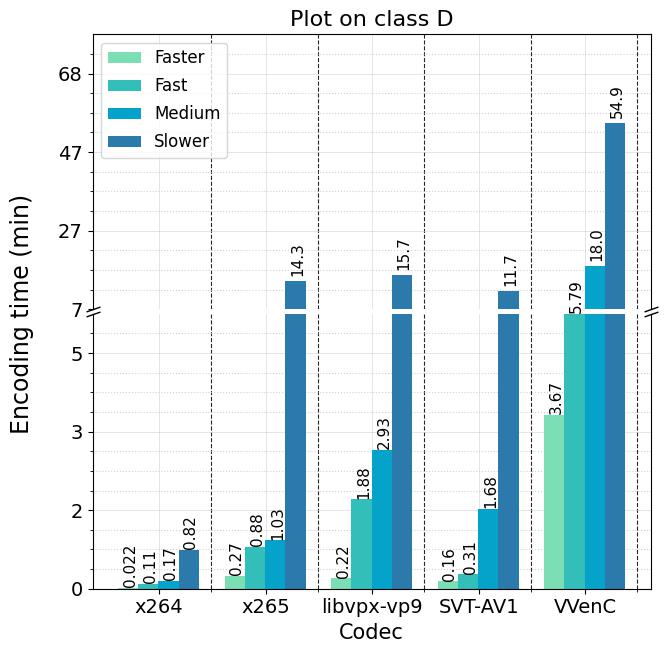 Plot on class D
Faster
Fast
Medium
Slower
Encoding time (min)
68
47
27
7
5
3
2
0
0.022
0.11
0.17
0.82
0.27
0.88
1.03
14.3
0.22
1.88
2.93
15.7
0.16
0.31
1.68
11.7
3.67
5.79
18.0
54.9
x264
x265
libvpx-vp9
SVT-AV1
VVenC
Codec